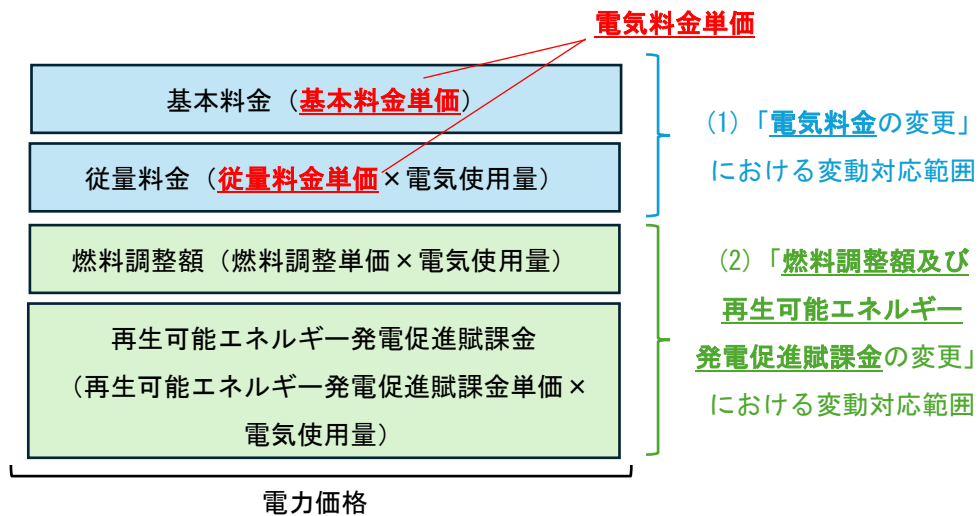 電気料金単価
基本料金（基本料金単価）
従量料金（従量料金単価×電気使用量）
(1)「電気料金の変更」
における変動対応範囲
燃料調整額（燃料調整単価×電気使用量）
再生可能エネルギー発電促進賦課金
（再生可能エネルギー発電促進賦課金単価×
電気使用量）
(2)「燃料調整額及び
再生可能エネルギー
発電促進賦課金の変更」
における変動対応範囲
電力価格